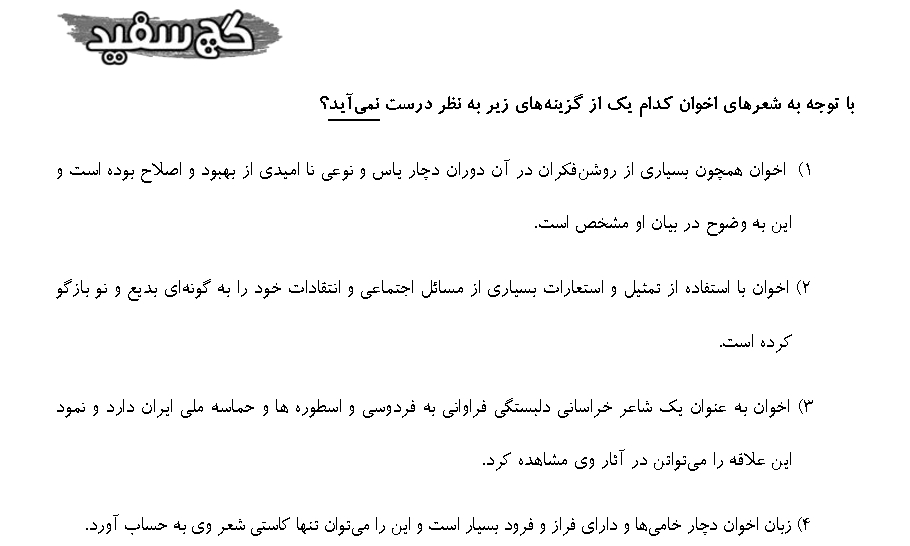 گچ سفید
با توجه به شعرهای اخوان کدام یک از گزینه‌های زیر به نظر درست نمی‌آید؟
۱) اخوان همچون بسیاری از روشن‌فکران در آن دوران دچار یاس و نوعی نا امیدی از بهبود و اصلاح بوده است و
این به وضوح در بیان او مشخص است.
۲) اخوان با استفاده از تمثیل و استعارات بسیاری از مسائل اجتماعی و انتقادات خود را به گونه‌ای بدیع و نو بازگو
کرده است.
۳) اخوان به عنوان یک شاعر خراسانی دلبستگی فراوانی به فردوسی و اسطوره ها و حماسه ملی ایران دارد و نمود
این علاقه را می‌تواتن در آثار وی مشاهده کرد.
۴) زبان اخوان دچار خامی‌ها و دارای فراز و فرود بسیار است و این را می‌توان تنها کاستی شعر وی به حساب آورد.